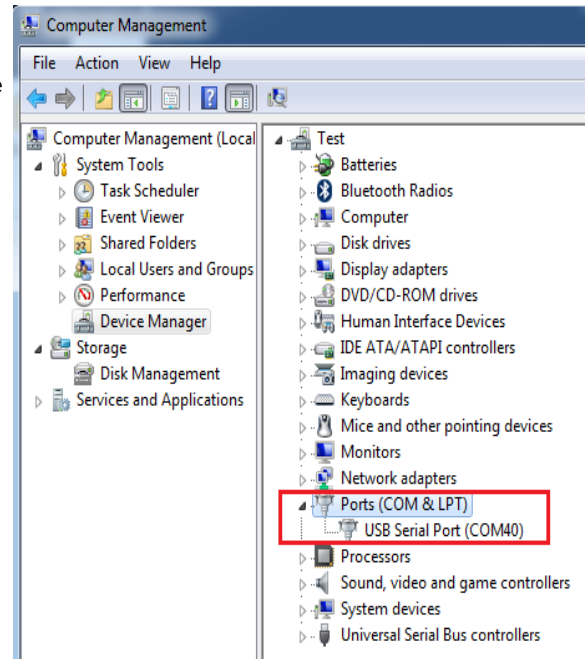 Computer Management
File Action View Help
e
Computer Management (Local
System Tools
Task Scheduler
Event Viewer
Shared Folders
Local Users and Groups
Performance
Device Manager
Storage
Disk Management
Services and Applications
Test
Batteries
Bluetooth Radios
Computer
Disk drives
Display adapters
DVD/CD-ROM drives
Human Interface Devices
IDE ATA/ATAPI controllers
Imaging devices
Keyboards
Mice and other pointing devices
Monitors
Network adapters
Ports (COM & LPT)
USB Serial Port (COM40)
Processors
Sound, video and game controllers
System devices
Universal Serial Bus controllers